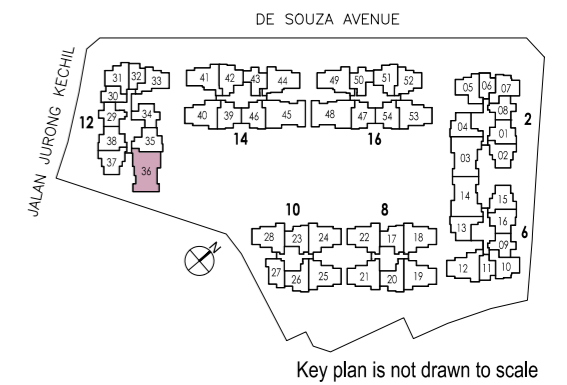 DE SOUZA AVENUE
JALAN JURONG KECHIL
31 32 33 41 42 43 44 49 50 51 52 05 06 07
30 08
29 34 40 39 46 45 48 47 54 53 04 01
12 14 16 2
38 35 03 02
37 36 14 15
10 8 13 16
28 23 24 22 17 18 09 6
N
27 26 25 21 20 19 12 11 10
Key plan is not drawn to scale